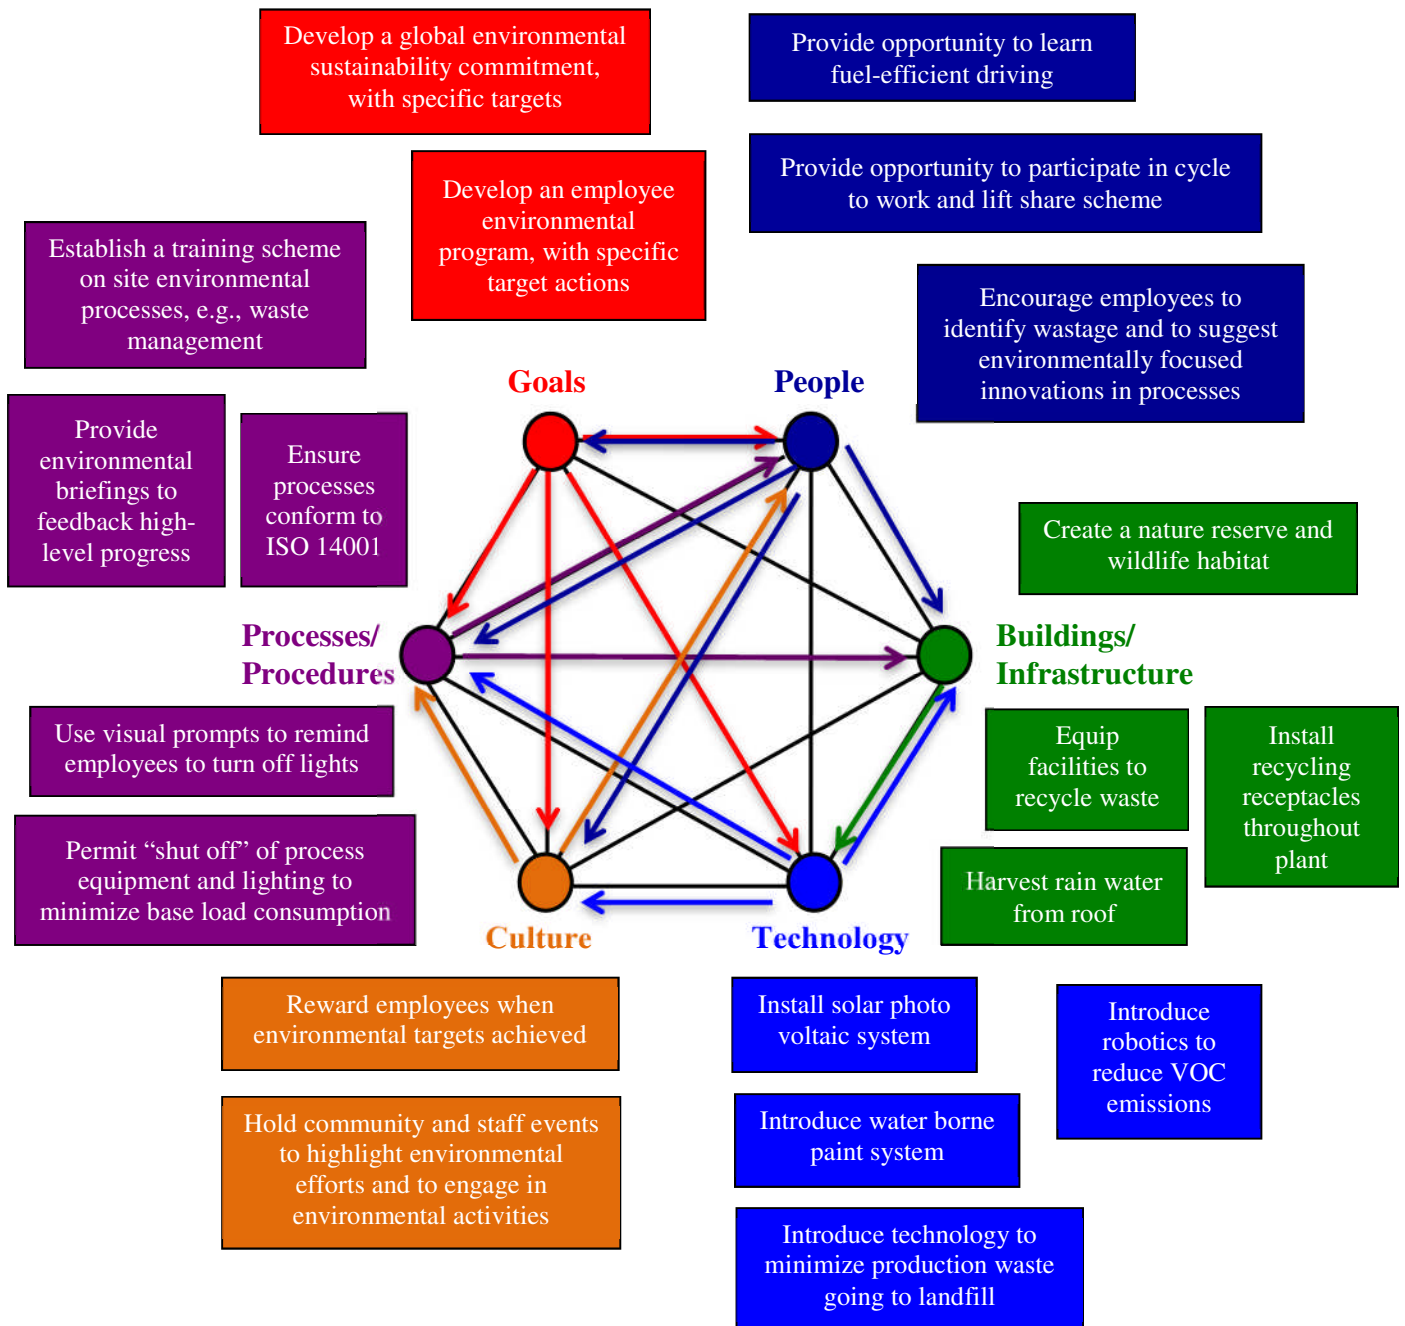 Develop a global environmental
sustainability commitment,
with specific targets
Provide opportunity to learn
fuel-efficient driving
Develop an employee
environmental
program, with specific
target actions
Provide opportunity to participate in cycle
to work and lift share scheme
Establish a training scheme
on site environmental
processes, e.g., waste
management
Encourage employees to
identify wastage and to suggest
environmentally focused
innovations in processes
Goals
People
Provide
environmental
briefings to
feedback high-
level progress
Ensure
processes
conform to
ISO 14001
Create a nature reserve and
wildlife habitat
Processes/
Procedures
Buildings/
Infrastructure
Use visual prompts to remind
employees to turn off lights
Equip
facilities to
recycle waste
Install
recycling
receptacles
throughout
plant
Permit “shut off” of process
equipment and lighting to
minimize base load consumption
Harvest rain water
from roof
Culture
Technology
Reward employees when
environmental targets achieved
Install solar photo
voltaic system
Introduce
robotics to
reduce VOC
emissions
Hold community and staff events
to highlight environmental
efforts and to engage in
environmental activities
Introduce water borne
paint system
Introduce technology to
minimize production waste
going to landfill